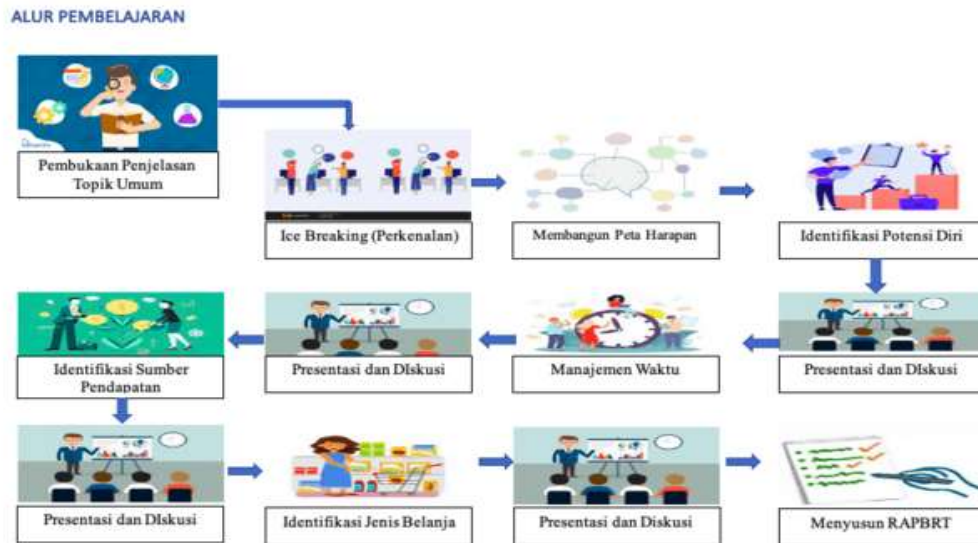 ALUR PEMBELAJARAN
Pembukaan Penjelasan
Topik Umum
Ice Breaking (Perkenalan)
Membangun Peta Harapan
Identifikasi Potensi Diri
Presentasi dan DIskusi
Manajemen Waktu
Presentasi dan DIskusi
Identifikasi Sumber
Pendapatan
Presentasi dan DIskusi
Identifikasi Jenis Belanja
Presentasi dan Diskusi
Menyusun RAPBRT